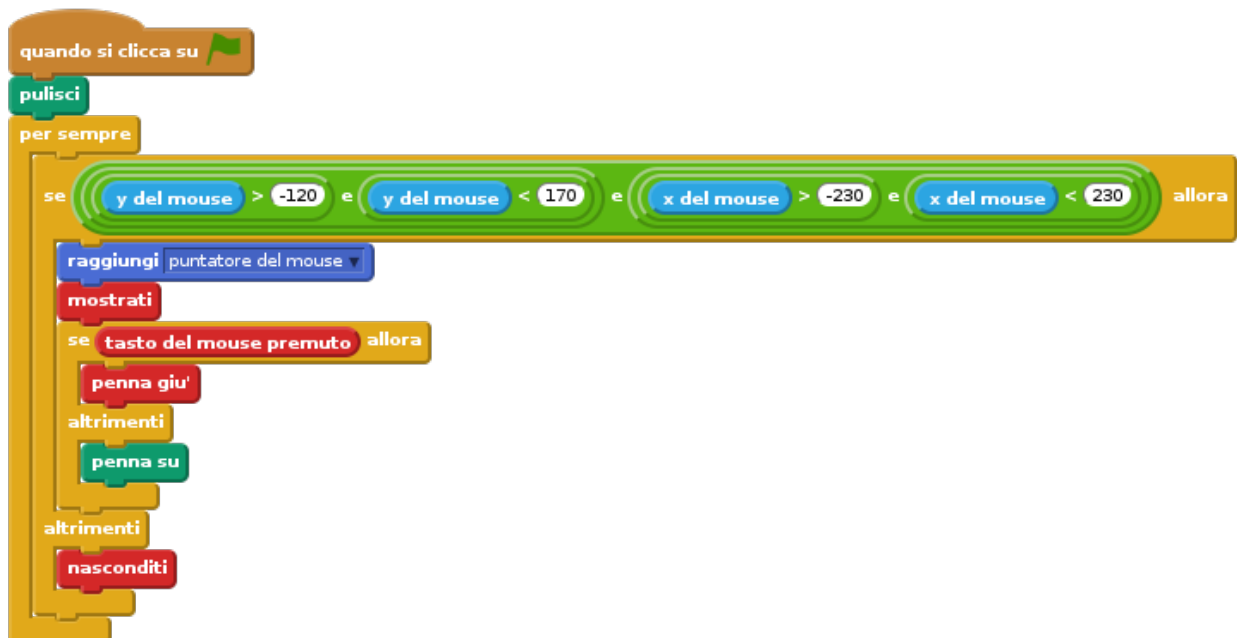 quando si clicca su
pulisci
per sempre
se y del mouse > -120 e y del mouse < 170 e x del mouse > -230 e x del mouse < 230 allora
raggiungi puntatore del mouse
mostrati
se tasto del mouse premuto allora
penna giu'
altrimenti
penna su
altrimenti
nasconditi